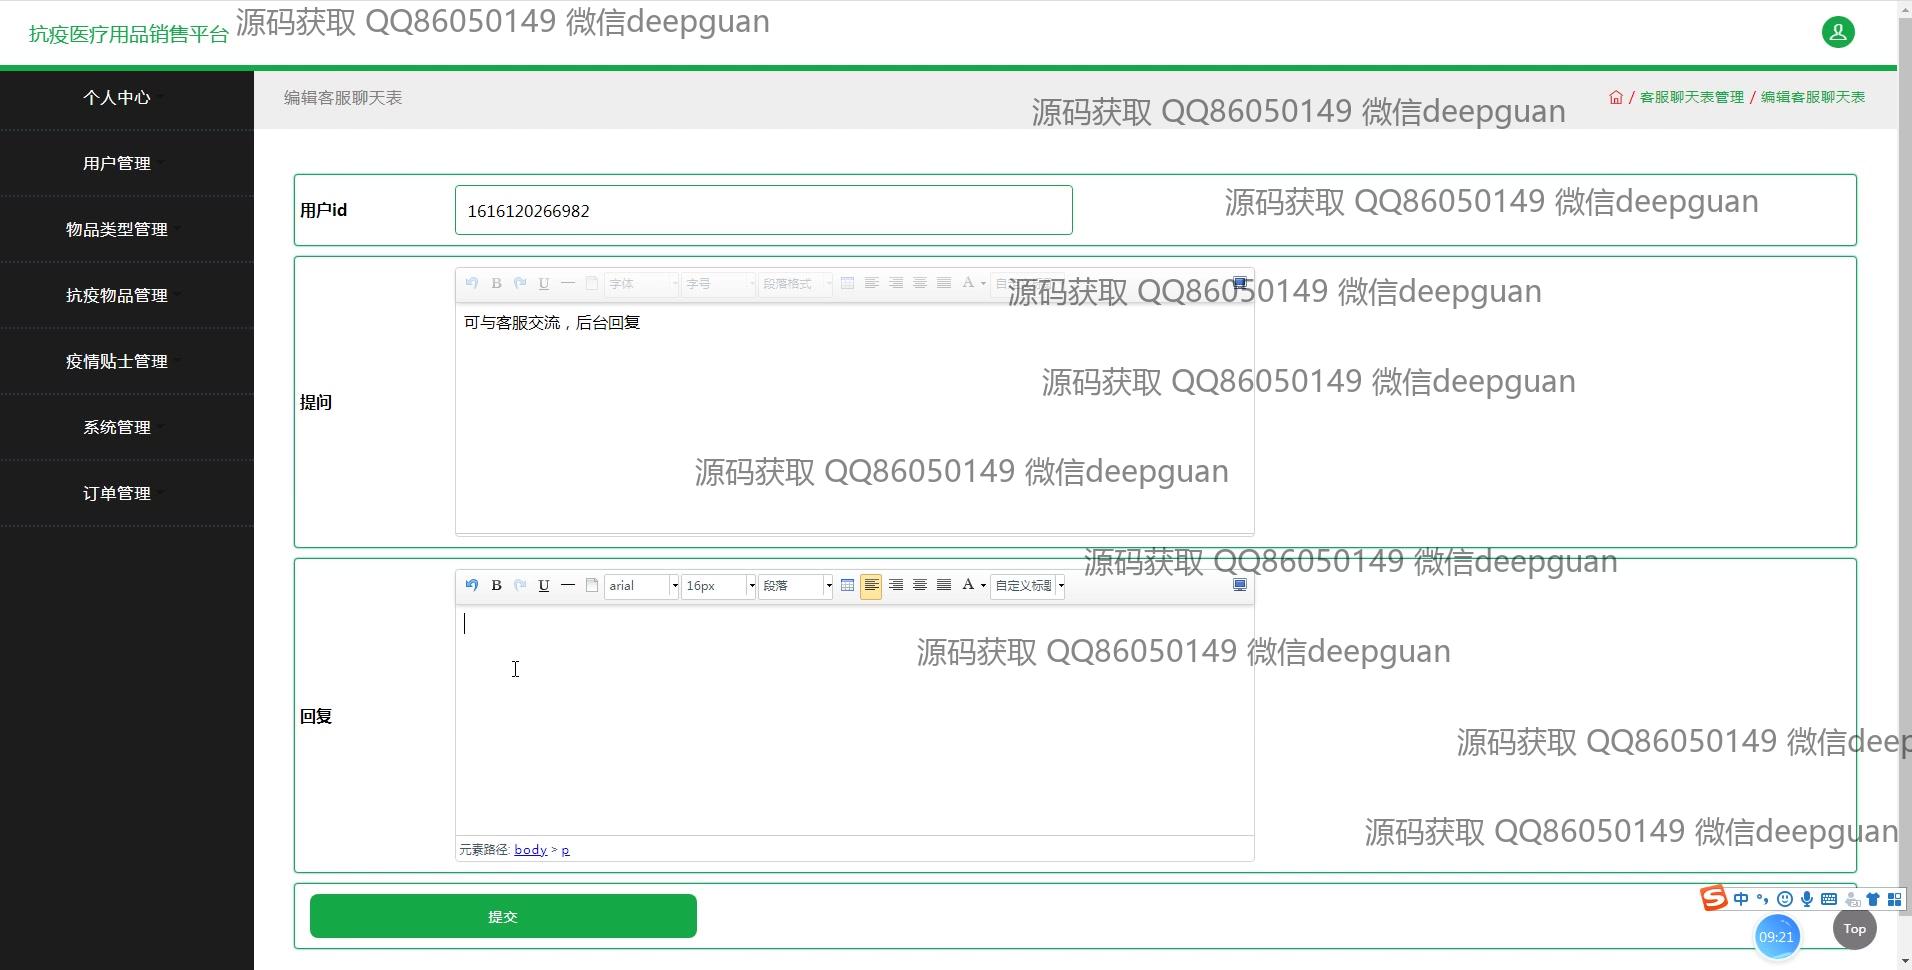 抗疫医疗用品销售平台
源码获取 QQ86050149 微信deepguan
个人中心
用户管理
物品类型管理
抗疫物品管理
疫情贴士管理
系统管理
订单管理
编辑客服聊天表
源码获取 QQ86050149 微信deepguan
/ 客服聊天表管理 / 编辑客服聊天表
用户id
1616120266982
源码获取 QQ86050149 微信deepguan
B U 字体 字号 段落格式 A
源码获取 QQ86050149 微信deepguan
可与客服交流，后台回复
源码获取 QQ86050149 微信deepguan
提问
源码获取 QQ86050149 微信deepguan
源码获取 QQ86050149 微信deepguan
B U arial 16px 段落 A 自定义标题
源码获取 QQ86050149 微信deepguan
回复
源码获取 QQ86050149 微信deep
源码获取 QQ86050149 微信deepguan
元素路径: body > p
中
提交
09:21
Top